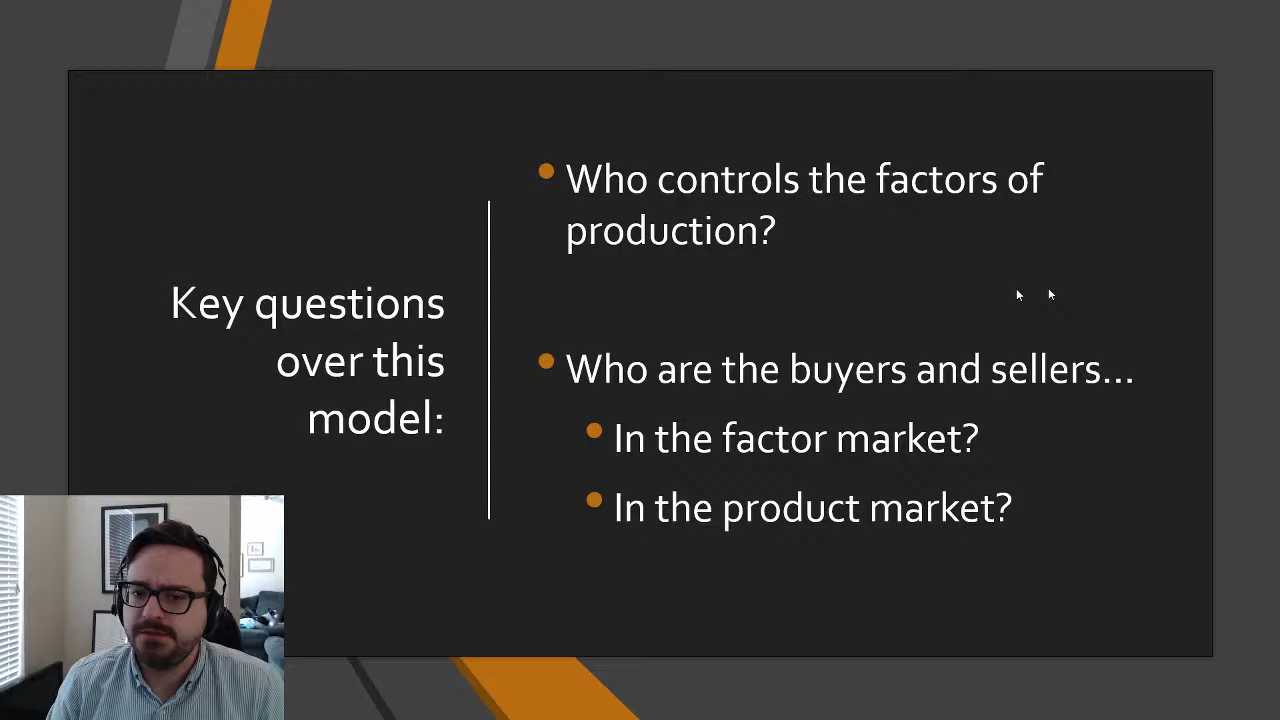 Key questions
over this
model:
Who controls the factors of
production?
Who are the buyers and sellers...
In the factor market?
In the product market?